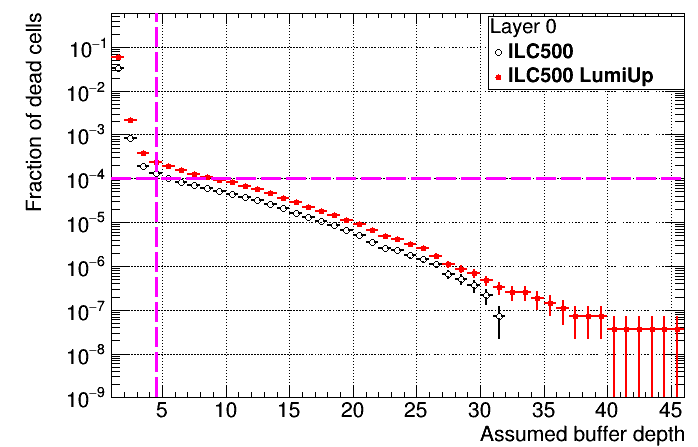 Layer 0
ILC500
ILC500 LumiUp
Fraction of dead cells
10⁻¹
10⁻²
10⁻³
10⁻⁴
10⁻⁵
10⁻⁶
10⁻⁷
10⁻⁸
10⁻⁹
5 10 15 20 25 30 35 40 45
Assumed buffer depth